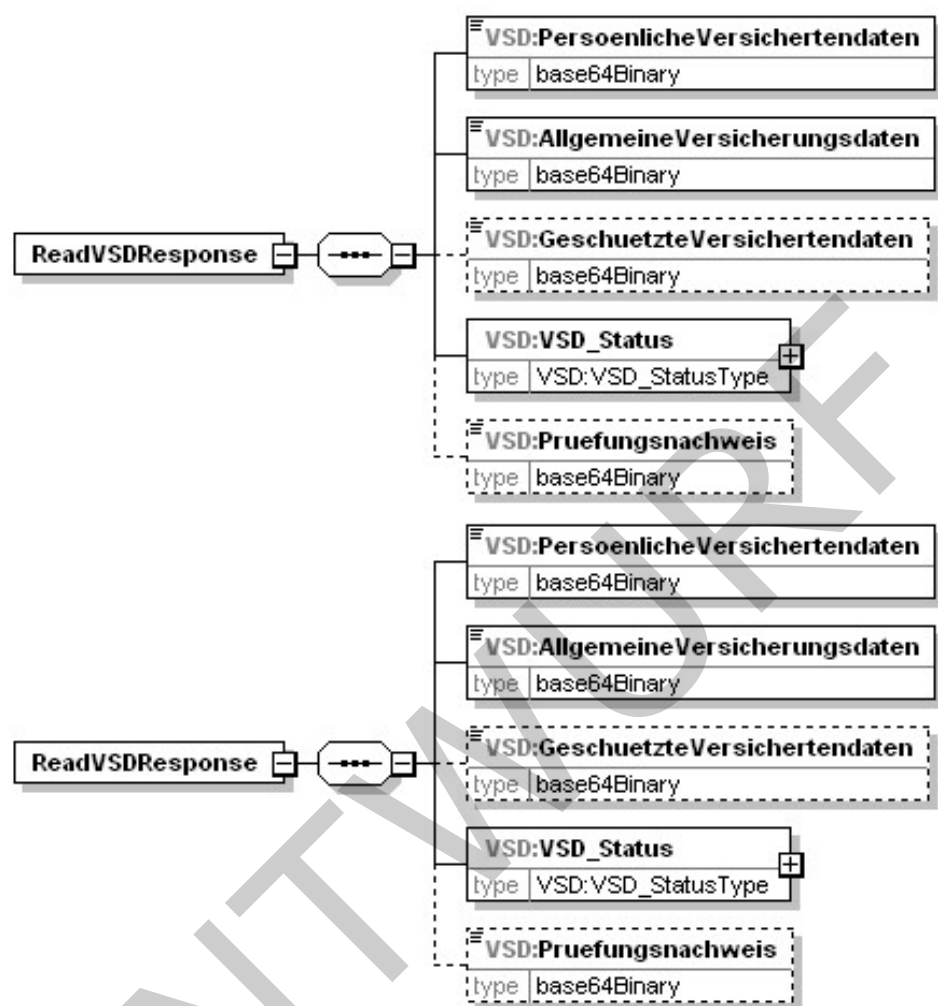 VSD:PersoenlicheVersichertendaten
type base64Binary
VSD:AllgemeineVersicherungsdaten
type base64Binary
ReadVSDResponse
VSD:GeschuetzteVersichertendaten
type base64Binary
VSD:VSD_Status
type VSD:VSD_StatusType
VSD:Pruefungsnachweis
type base64Binary
VSD:PersoenlicheVersichertendaten
type base64Binary
VSD:AllgemeineVersicherungsdaten
type base64Binary
ReadVSDResponse
VSD:GeschuetzteVersichertendaten
type base64Binary
VSD:VSD_Status
type VSD:VSD_StatusType
VSD:Pruefungsnachweis
type base64Binary
NTWURF